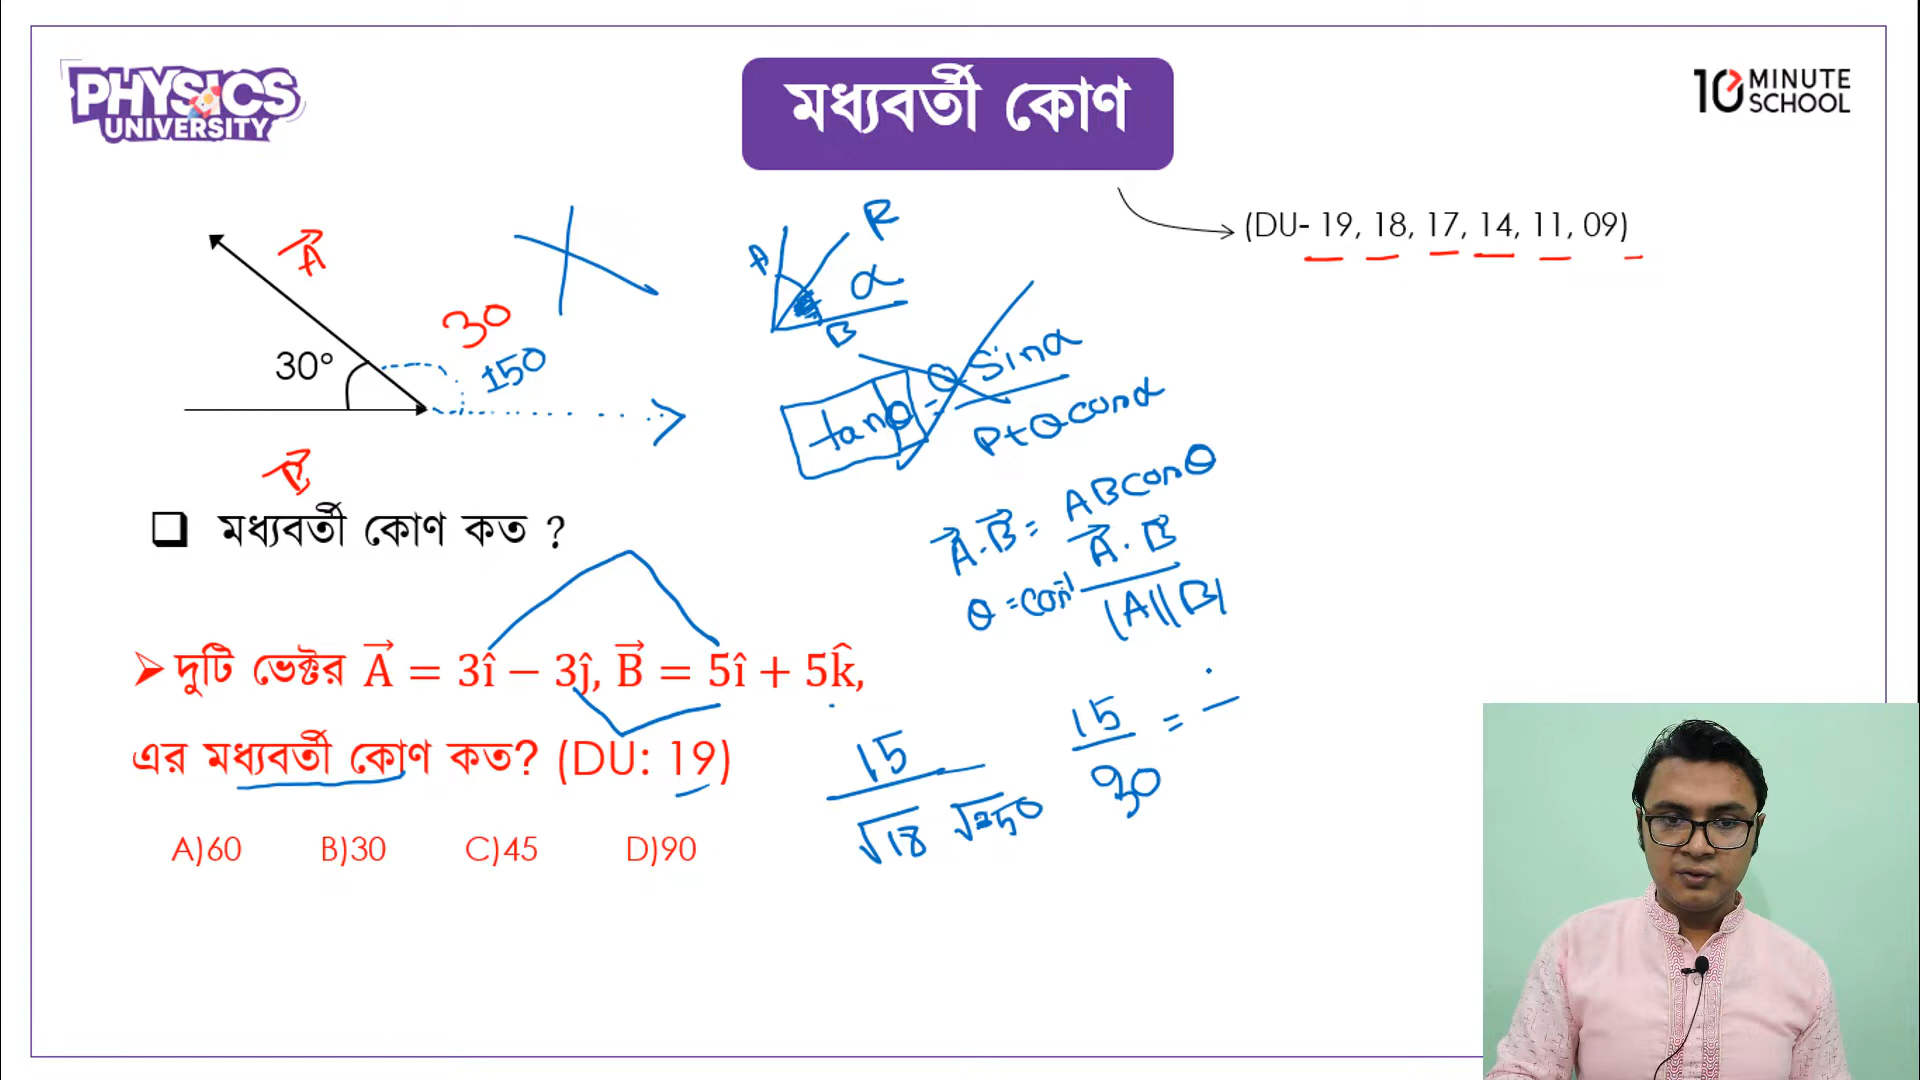 PHYSICS
UNIVERSITY
মধ্যবর্তী কোণ
10 MINUTE
SCHOOL
(DU- 19, 18, 17, 14, 11, 09)
A
30°
30
150
B
A
R
α
B
tanθ = Q Sinα
P+Qcosα
A.B = ABcosθ
θ = cos⁻¹ A.B
|A||B|
❑ মধ্যবর্তী কোণ কত ?
➢ দুটি ভেক্টর A⃗ = 3î − 3ĵ, B⃗ = 5î + 5k̂,
এর মধ্যবর্তী কোণ কত? (DU: 19)
A)60 B)30 C)45 D)90
15
√18
15
=
30